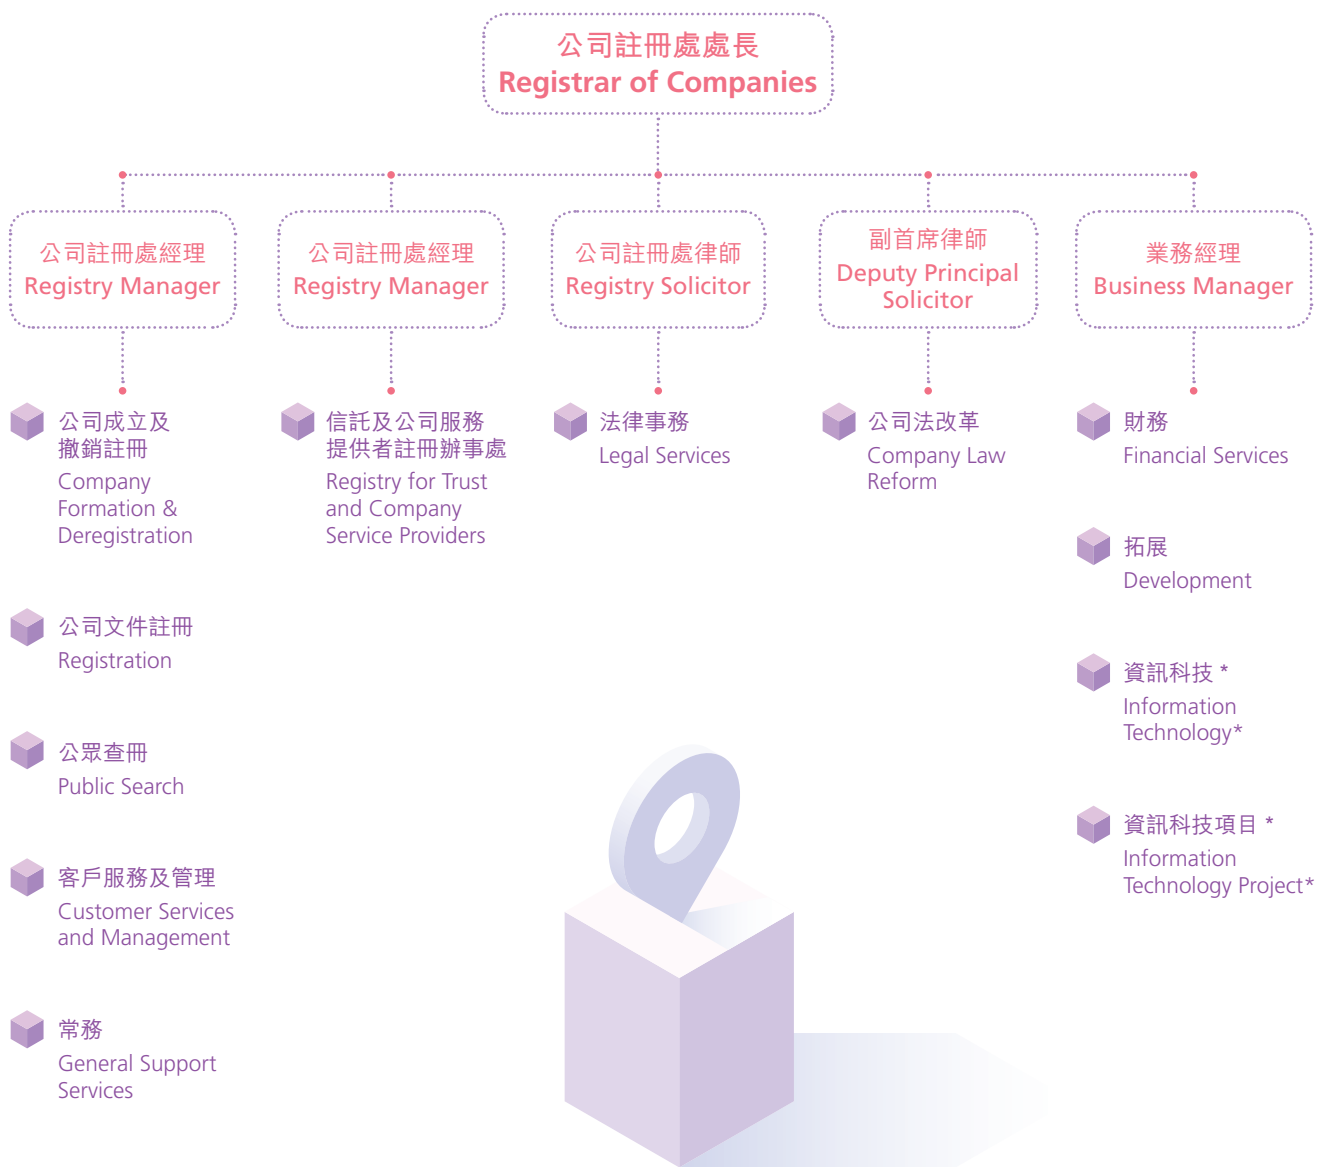 公司註冊處處長
Registrar of Companies
公司註冊處經理
Registry Manager
公司成立及
撤銷註冊
Company
Formation &
Deregistration
公司文件註冊
Registration
公眾查冊
Public Search
客戶服務及管理
Customer Services
and Management
常務
General Support
Services
公司註冊處經理
Registry Manager
信託及公司服務
提供者註冊辦事處
Registry for Trust
and Company
Service Providers
公司註冊處律師
Registry Solicitor
法律事務
Legal Services
副首席律師
Deputy Principal
Solicitor
公司法改革
Company Law
Reform
業務經理
Business Manager
財務
Financial Services
拓展
Development
資訊科技 *
Information
Technology*
資訊科技項目 *
Information
Technology Project*